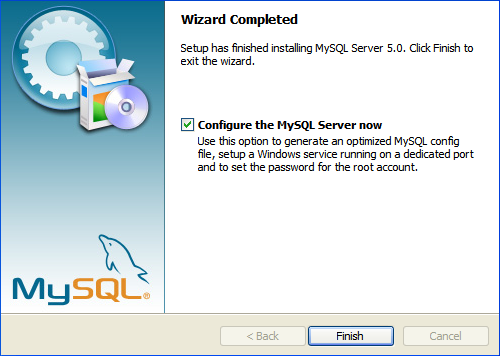 Wizard Completed
Setup has finished installing MySQL Server 5.0. Click Finish to
exit the wizard.
Configure the MySQL Server now
Use this option to generate an optimized MySQL config
file, setup a Windows service running on a dedicated port
and to set the password for the root account.
MySQL®
< Back
Finish
Cancel